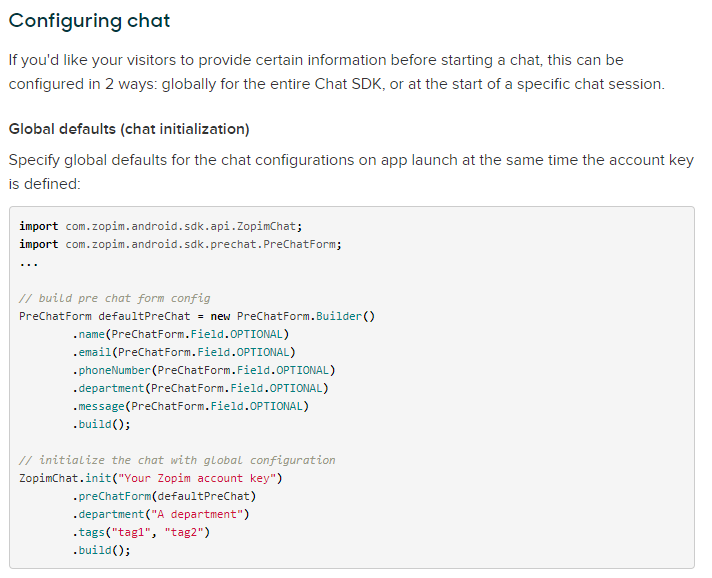 Configuring chat
If you'd like your visitors to provide certain information before starting a chat, this can be
configured in 2 ways: globally for the entire Chat SDK, or at the start of a specific chat session.
Global defaults (chat initialization)
Specify global defaults for the chat configurations on app launch at the same time the account key
is defined:
import com.zopim.android.sdk.api.ZopimChat;
import com.zopim.android.sdk.prechat.PreChatForm;
...
// build pre chat form config
PreChatForm defaultPreChat = new PreChatForm.Builder()
        .name(PreChatForm.Field.OPTIONAL)
        .email(PreChatForm.Field.OPTIONAL)
        .phoneNumber(PreChatForm.Field.OPTIONAL)
        .department(PreChatForm.Field.OPTIONAL)
        .message(PreChatForm.Field.OPTIONAL)
        .build();
// initialize the chat with global configuration
ZopimChat.init("Your Zopim account key")
        .preChatForm(defaultPreChat)
        .department("A department")
        .tags("tag1", "tag2")
        .build();